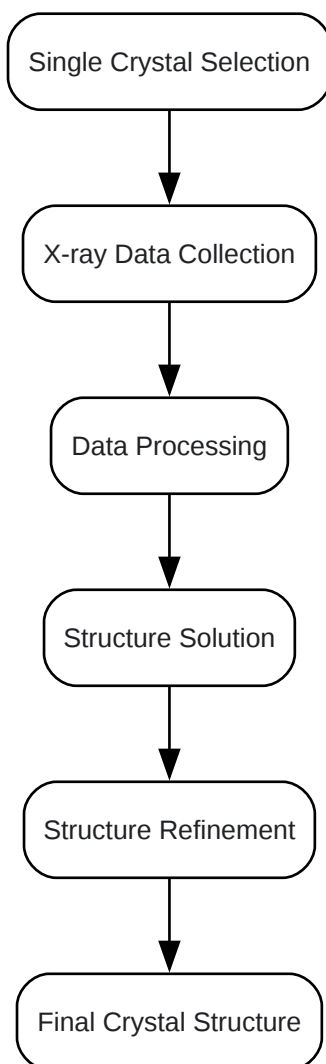 Single Crystal Selection
X-ray Data Collection
Data Processing
Structure Solution
Structure Refinement
Final Crystal Structure